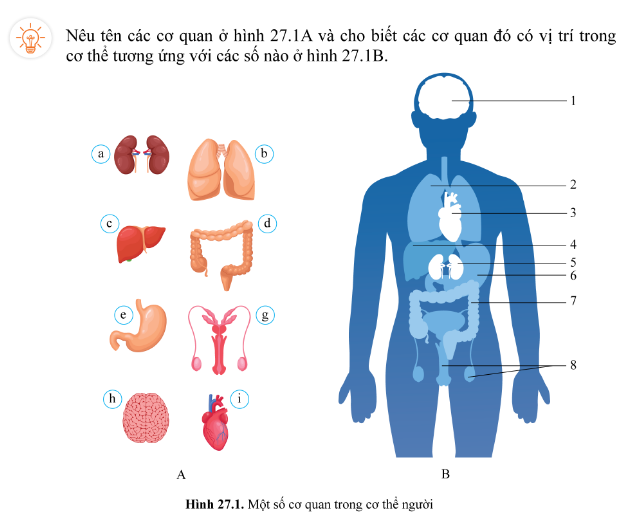 Nêu tên các cơ quan ở hình 27.1A và cho biết các cơ quan đó có vị trí trong
cơ thể tương ứng với các số nào ở hình 27.1B.
a
b
c
d
e
g
h
i
A
1
2
3
4
5
6
7
8
B
Hình 27.1. Một số cơ quan trong cơ thể người